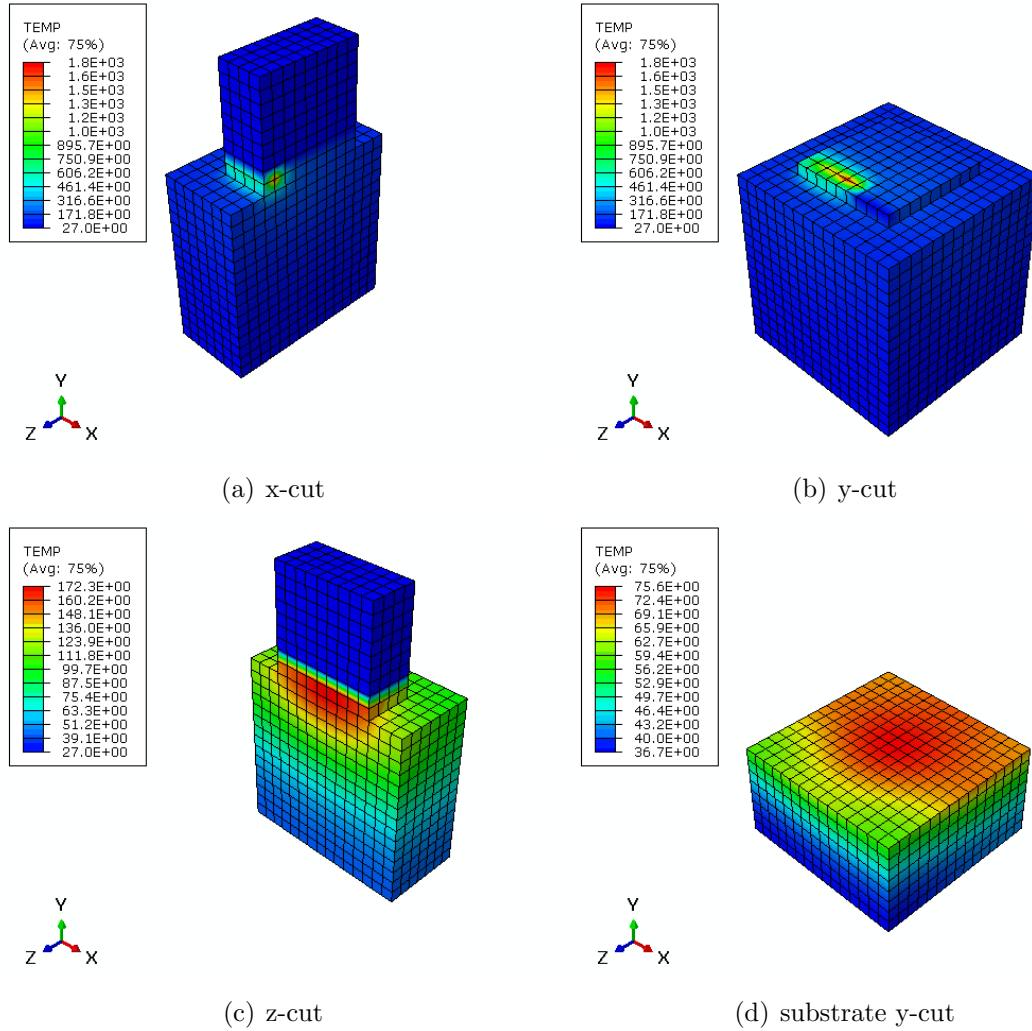 TEMP
(Avg: 75%)
1.8E+03
1.6E+03
1.5E+03
1.3E+03
1.2E+03
1.0E+03
895.7E+00
750.9E+00
606.2E+00
461.4E+00
316.6E+00
171.8E+00
27.0E+00
Y
Z
X
(a) x-cut
TEMP
(Avg: 75%)
1.8E+03
1.6E+03
1.5E+03
1.3E+03
1.2E+03
1.0E+03
895.7E+00
750.9E+00
606.2E+00
461.4E+00
316.6E+00
171.8E+00
27.0E+00
Y
Z
X
(b) y-cut
TEMP
(Avg: 75%)
172.3E+00
160.2E+00
148.1E+00
136.0E+00
123.9E+00
111.8E+00
99.7E+00
87.5E+00
75.4E+00
63.3E+00
51.2E+00
39.1E+00
27.0E+00
Y
Z
X
(c) z-cut
TEMP
(Avg: 75%)
75.6E+00
72.4E+00
69.1E+00
65.9E+00
62.7E+00
59.4E+00
56.2E+00
52.9E+00
49.7E+00
46.4E+00
43.2E+00
40.0E+00
36.7E+00
Y
Z
X
(d) substrate y-cut